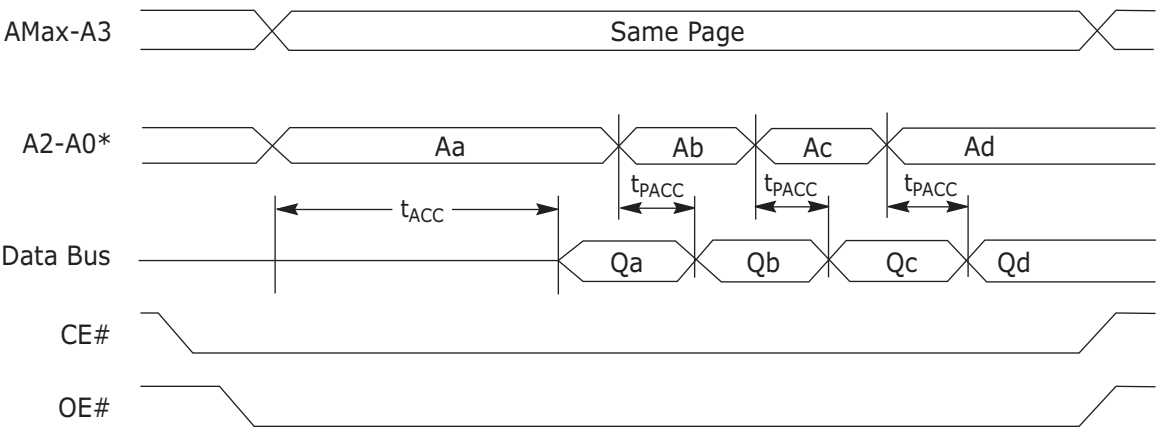 AMax-A3 Same Page
A2-A0* Aa Ab Ac Ad
tACC tPACC tPACC tPACC
Data Bus Qa Qb Qc Qd
CE#
OE#